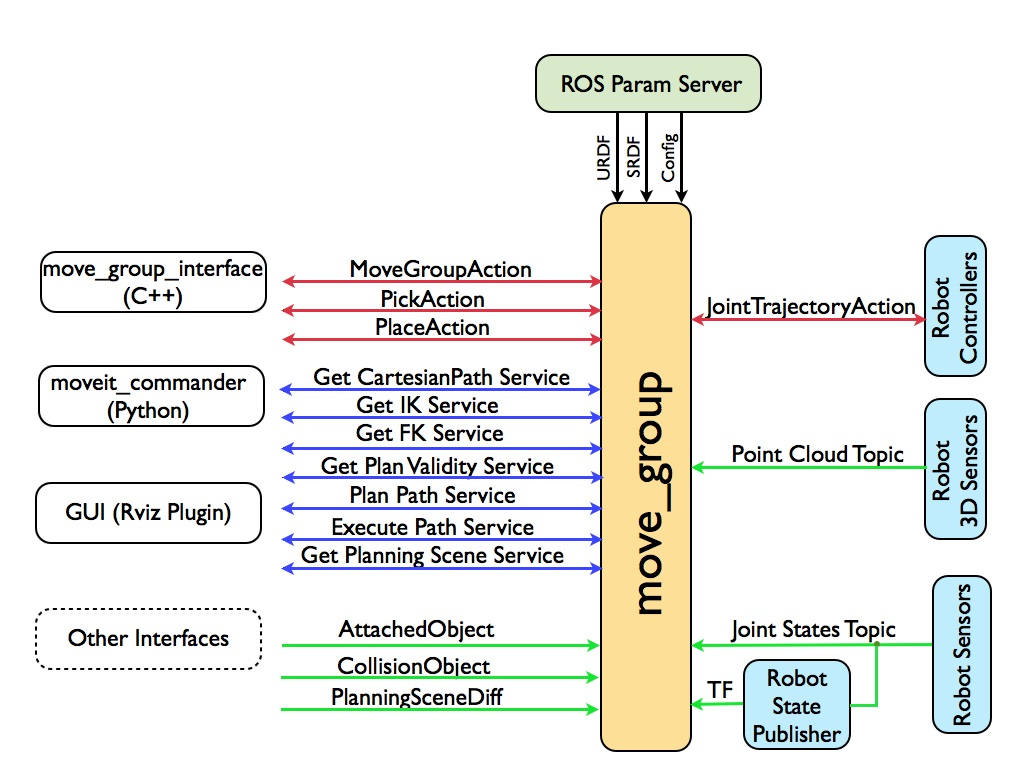 ROS Param Server
URDF
SRDF
Config
move_group_interface
(C++)
MoveGroupAction
PickAction
PlaceAction
JointTrajectoryAction
Robot
Controllers
moveit_commander
(Python)
Get CartesianPath Service
Get IK Service
Get FK Service
Get Plan Validity Service
Plan Path Service
Execute Path Service
Get Planning Scene Service
move_group
Point Cloud Topic
Robot
3D Sensors
GUI (Rviz Plugin)
Other Interfaces
AttachedObject
CollisionObject
PlanningSceneDiff
Joint States Topic
TF
Robot
State
Publisher
Robot Sensors